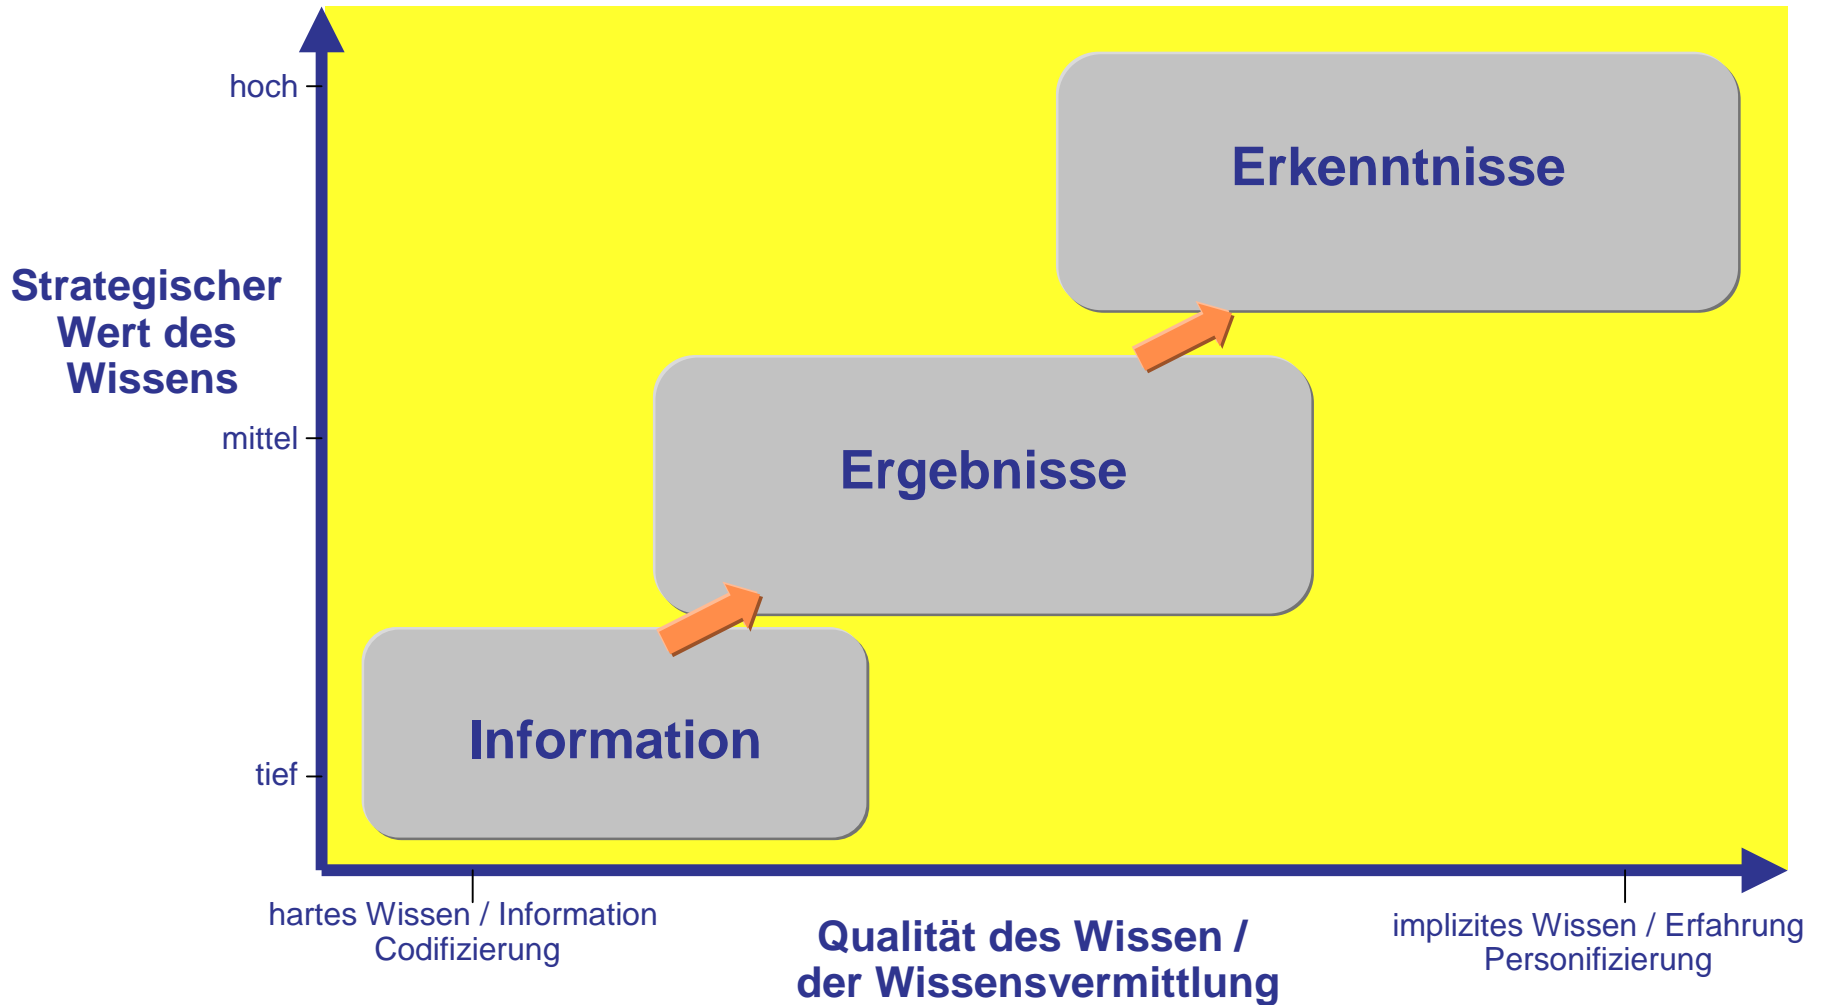 hoch
Erkenntnisse
Strategischer
Wert des
Wissens
mittel
Ergebnisse
Information
tief
hartes Wissen / Information
Codifizierung
Qualität des Wissen /
der Wissensvermittlung
implizites Wissen / Erfahrung
Personifizierung